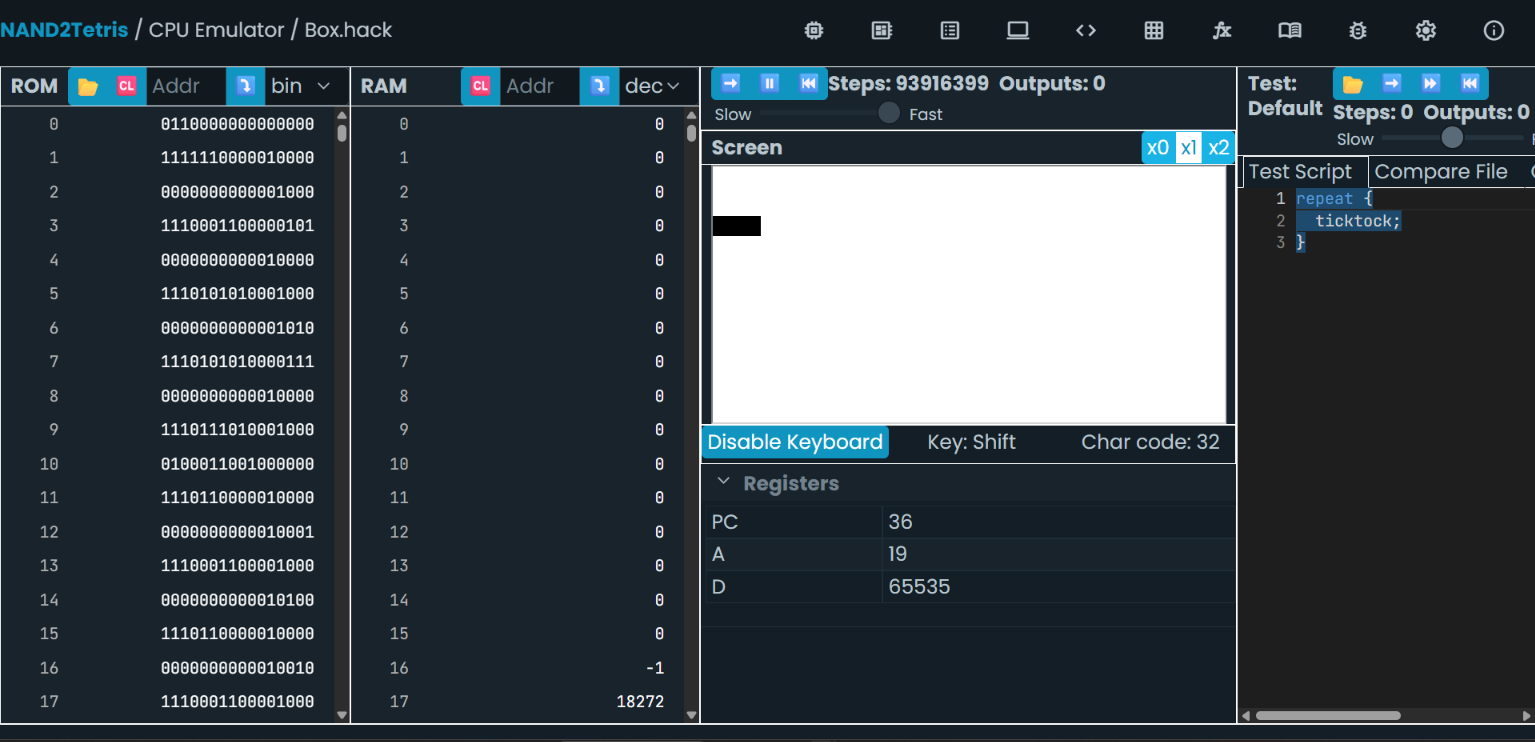 NAND2Tetris / CPU Emulator / Box.hack
ROM CL Addr bin
0 0110000000000000
1 1111110000010000
2 0000000000001000
3 1110001100000101
4 0000000000010000
5 1110101010001000
6 0000000000001010
7 1110101010000111
8 0000000000010000
9 1110111010001000
10 0100011001000000
11 1110110000010000
12 0000000000010001
13 1110001100001000
14 0000000000010100
15 1110110000010000
16 0000000000010010
17 1110001100001000
RAM CL Addr dec
0 0
1 0
2 0
3 0
4 0
5 0
6 0
7 0
8 0
9 0
10 0
11 0
12 0
13 0
14 0
15 0
16 -1
17 18272
Steps: 93916399 Outputs: 0
Slow Fast
Screen x0 x1 x2
Disable Keyboard Key: Shift Char code: 32
Registers
PC 36
A 19
D 65535
Test:
Default
Steps: 0 Outputs: 0
Slow
Test Script Compare File
1 repeat {
2 ticktock;
3 }